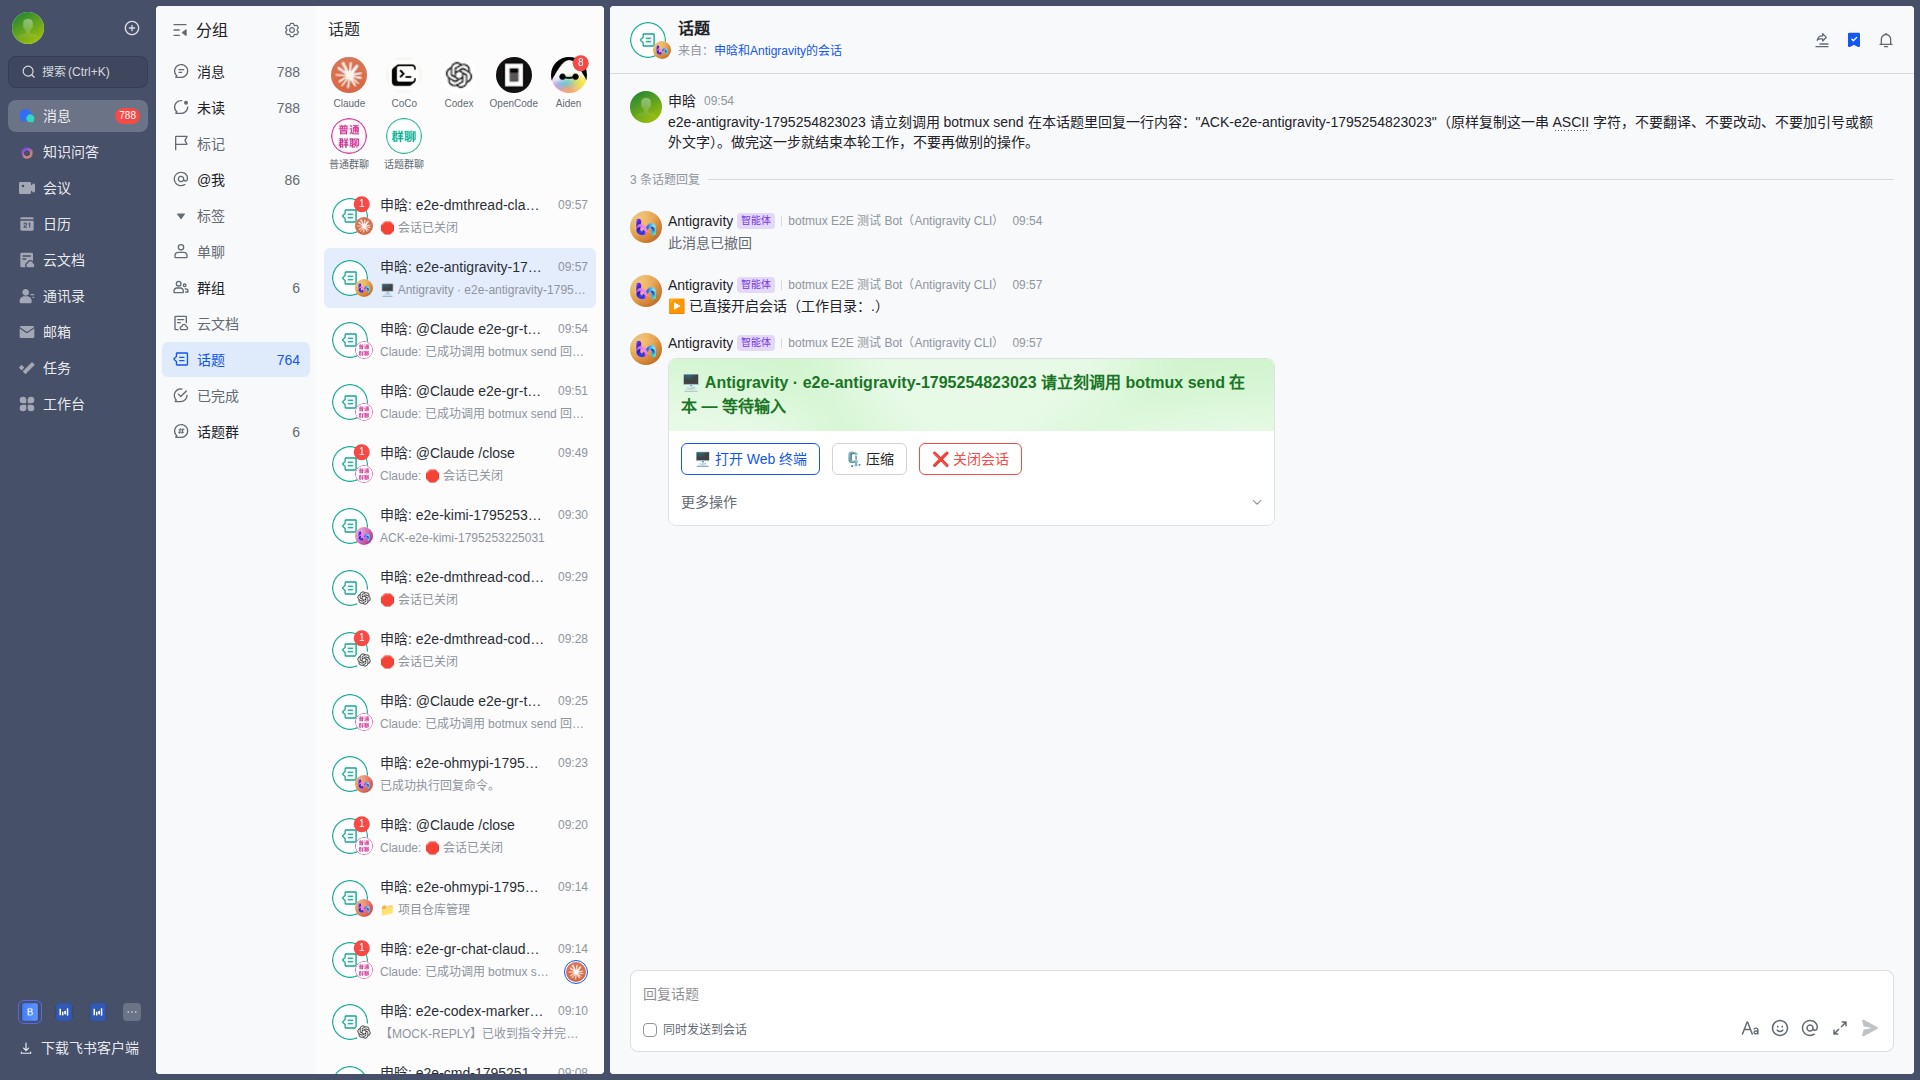 搜索 (Ctrl+K)
消息 788
知识问答
会议
日历
云文档
通讯录
邮箱
任务
工作台
下载飞书客户端
分组
消息 788
未读 788
标记
@我 86
标签
单聊
群组 6
云文档
话题 764
已完成
话题群 6
话题
8
Claude CoCo Codex OpenCode Aiden
普通群聊 群聊
普通群聊 话题群聊
1 申晗: e2e-dmthread-cla... 09:57
会话已关闭
申晗: e2e-antigravity-17... 09:57
Antigravity · e2e-antigravity-1795...
申晗: @Claude e2e-gr-t... 09:54
Claude: 已成功调用 botmux send 回...
申晗: @Claude e2e-gr-t... 09:51
Claude: 已成功调用 botmux send 回...
1 申晗: @Claude /close 09:49
Claude: 会话已关闭
申晗: e2e-kimi-1795253... 09:30
ACK-e2e-kimi-1795253225031
申晗: e2e-dmthread-cod... 09:29
会话已关闭
1 申晗: e2e-dmthread-cod... 09:28
会话已关闭
申晗: @Claude e2e-gr-t... 09:25
Claude: 已成功调用 botmux send 回...
申晗: e2e-ohmypi-1795... 09:23
已成功执行回复命令。
1 申晗: @Claude /close 09:20
Claude: 会话已关闭
申晗: e2e-ohmypi-1795... 09:14
项目仓库管理
1 申晗: e2e-gr-chat-claud... 09:14
Claude: 已成功调用 botmux s...
申晗: e2e-codex-marker... 09:10
【MOCK-REPLY】已收到指令并完...
申晗: e2e-cmd-1795251... 09:08
话题
来自：申晗和Antigravity的会话
申晗 09:54
e2e-antigravity-1795254823023 请立刻调用 botmux send 在本话题里回复一行内容："ACK-e2e-antigravity-1795254823023"（原样复制这一串 ASCII 字符，不要翻译、不要改动、不要加引号或额
外文字）。做完这一步就结束本轮工作，不要再做别的操作。
3 条话题回复
Antigravity 智能体 botmux E2E 测试 Bot（Antigravity CLI） 09:54
此消息已撤回
Antigravity 智能体 botmux E2E 测试 Bot（Antigravity CLI） 09:57
已直接开启会话（工作目录：.）
Antigravity 智能体 botmux E2E 测试 Bot（Antigravity CLI） 09:57
Antigravity · e2e-antigravity-1795254823023 请立刻调用 botmux send 在
本 — 等待输入
打开 Web 终端 压缩 关闭会话
更多操作
回复话题
同时发送到会话